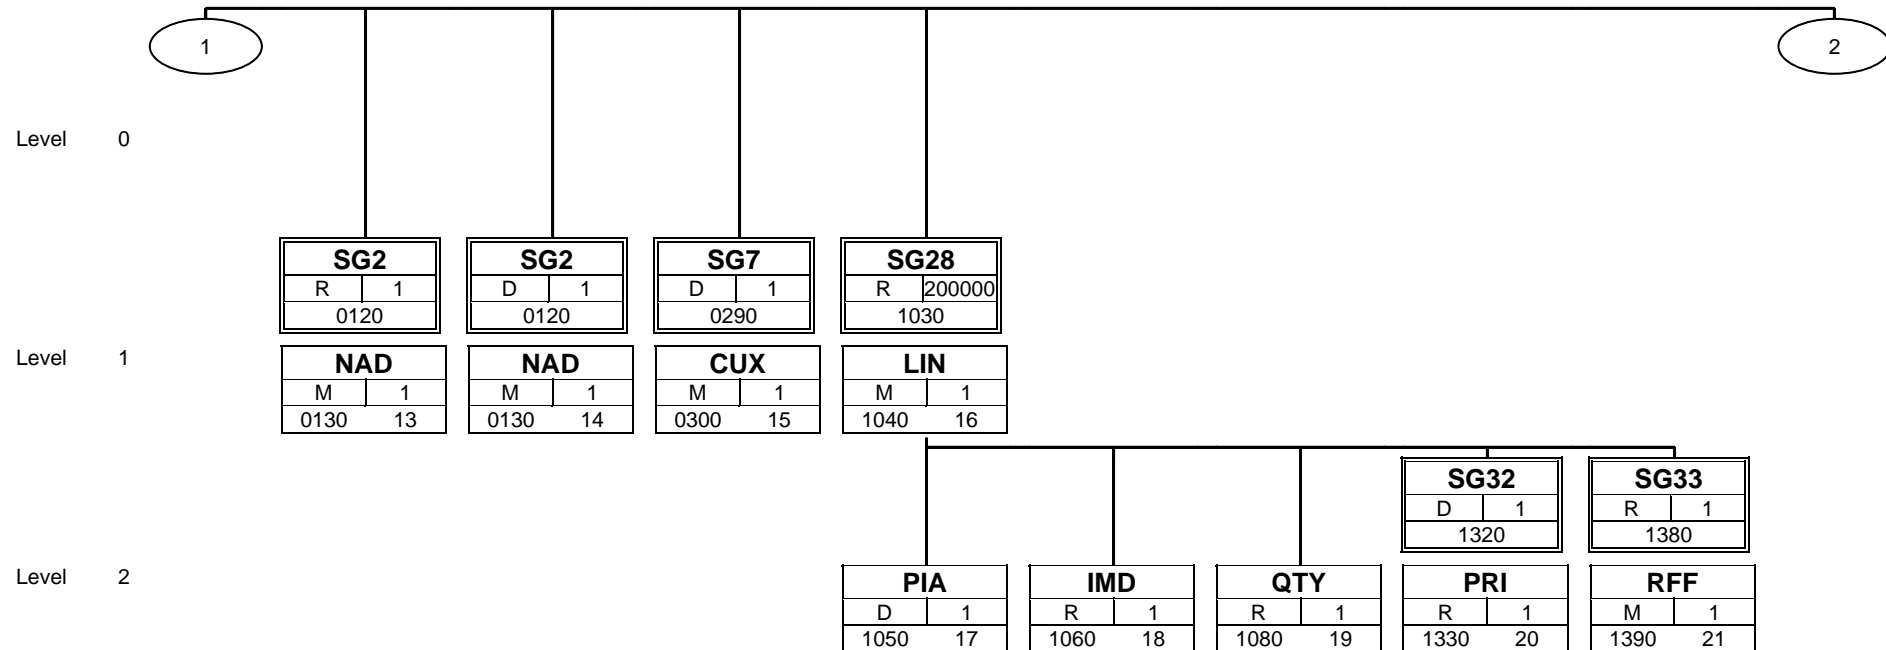 1 2
Level 0
SG2 SG2 SG7 SG28
R 1 D 1 D 1 R 200000
0120 0120 0290 1030
Level 1
NAD NAD CUX LIN
M 1 M 1 M 1 M 1
0130 13 0130 14 0300 15 1040 16
SG32 SG33
D 1 R 1
1320 1380
Level 2
PIA IMD QTY PRI RFF
D 1 R 1 R 1 R 1 M 1
1050 17 1060 18 1080 19 1330 20 1390 21